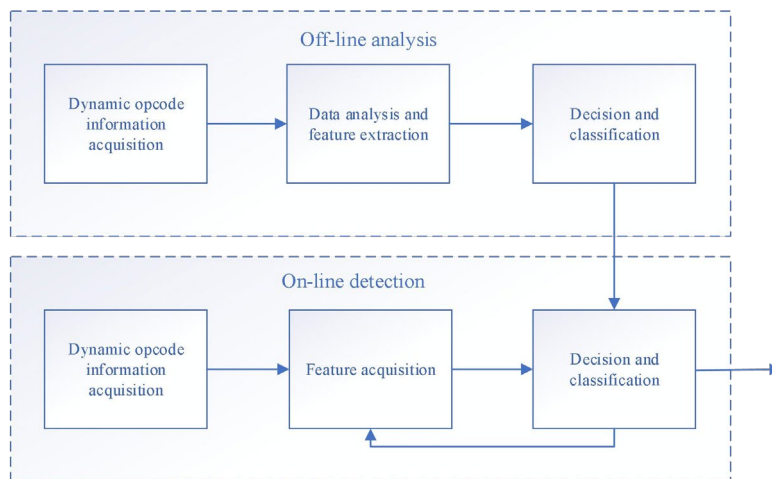 Off-line analysis
Dynamic opcode
information
acquisition
Data analysis and
feature extraction
Decision and
classification
On-line detection
Dynamic opcode
information
acquisition
Feature acquisition
Decision and
classification